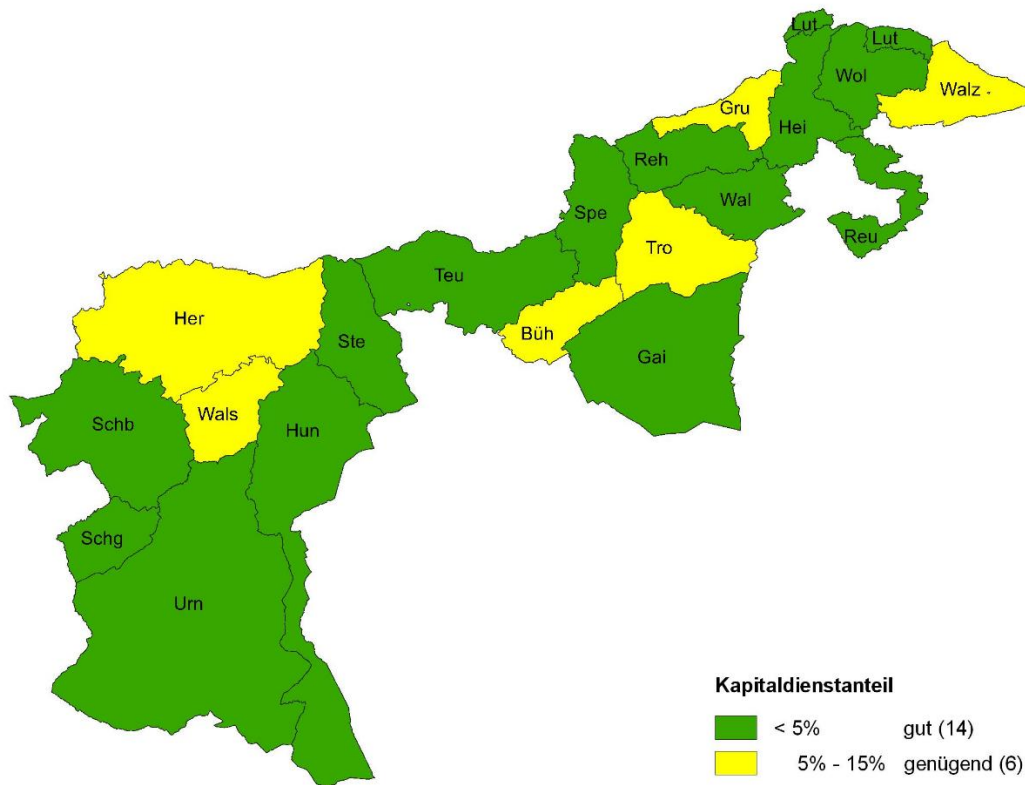 Lut
Lut
Wol
Walz
Gru
Hei
Reh
Wal
Spe
Reu
Tro
Teu
Her
Büh
Ste
Gai
Wals
Schb
Hun
Schg
Urn
Kapitaldienstanteil
< 5% gut (14)
5% - 15% genügend (6)